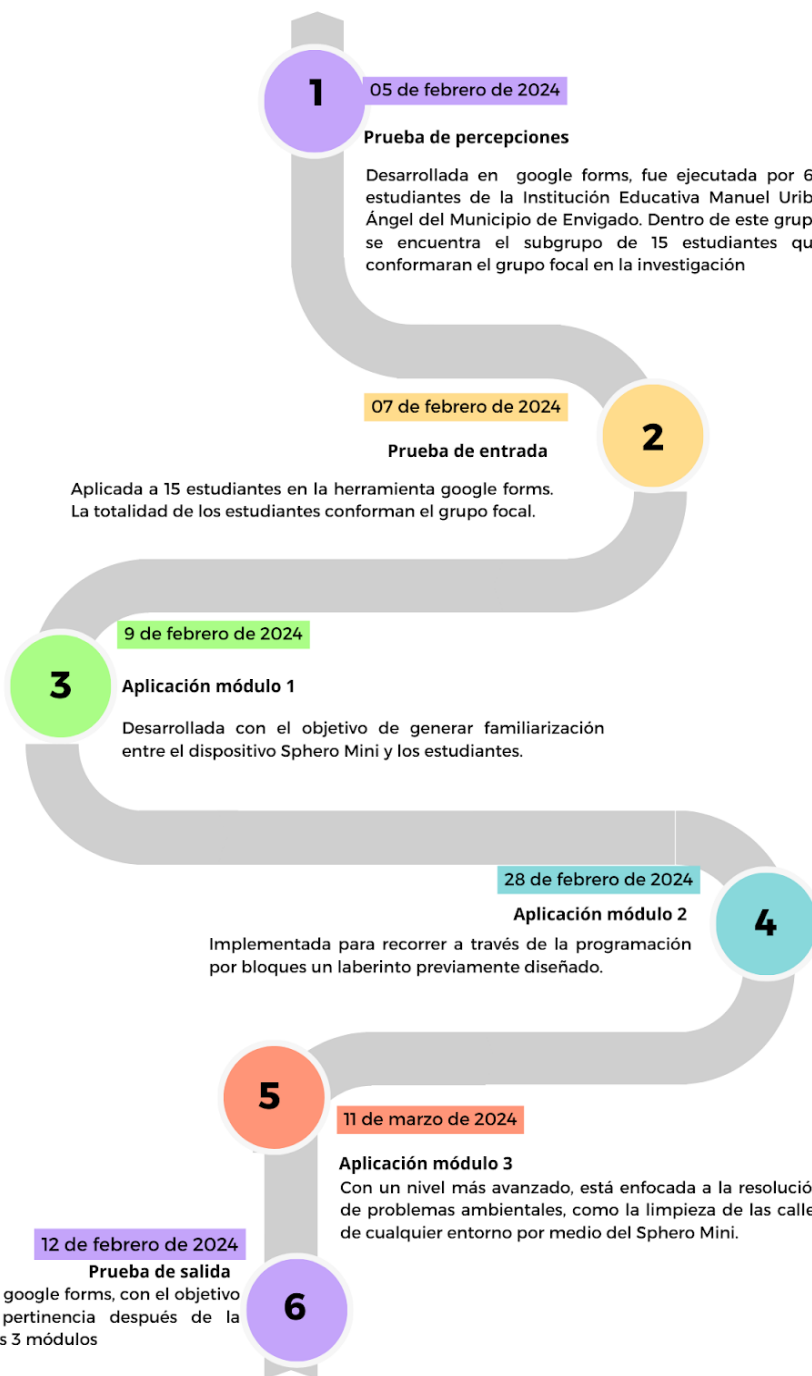 1
05 de febrero de 2024
Prueba de percepciones
Desarrollada en google forms, fue ejecutada por 6
estudiantes de la Institución Educativa Manuel Urib
Ángel del Municipio de Envigado. Dentro de este grup
se encuentra el subgrupo de 15 estudiantes qu
conformaran el grupo focal en la investigación
07 de febrero de 2024
2
Prueba de entrada
Aplicada a 15 estudiantes en la herramienta google forms.
La totalidad de los estudiantes conforman el grupo focal.
9 de febrero de 2024
3
Aplicación módulo 1
Desarrollada con el objetivo de generar familiarización
entre el dispositivo Sphero Mini y los estudiantes.
28 de febrero de 2024
4
Aplicación módulo 2
Implementada para recorrer a través de la programación
por bloques un laberinto previamente diseñado.
5
11 de marzo de 2024
Aplicación módulo 3
Con un nivel más avanzado, está enfocada a la resolució
de problemas ambientales, como la limpieza de las calle
de cualquier entorno por medio del Sphero Mini.
12 de febrero de 2024
Prueba de salida
google forms, con el objetivo
pertinencia después de la
s 3 módulos
6